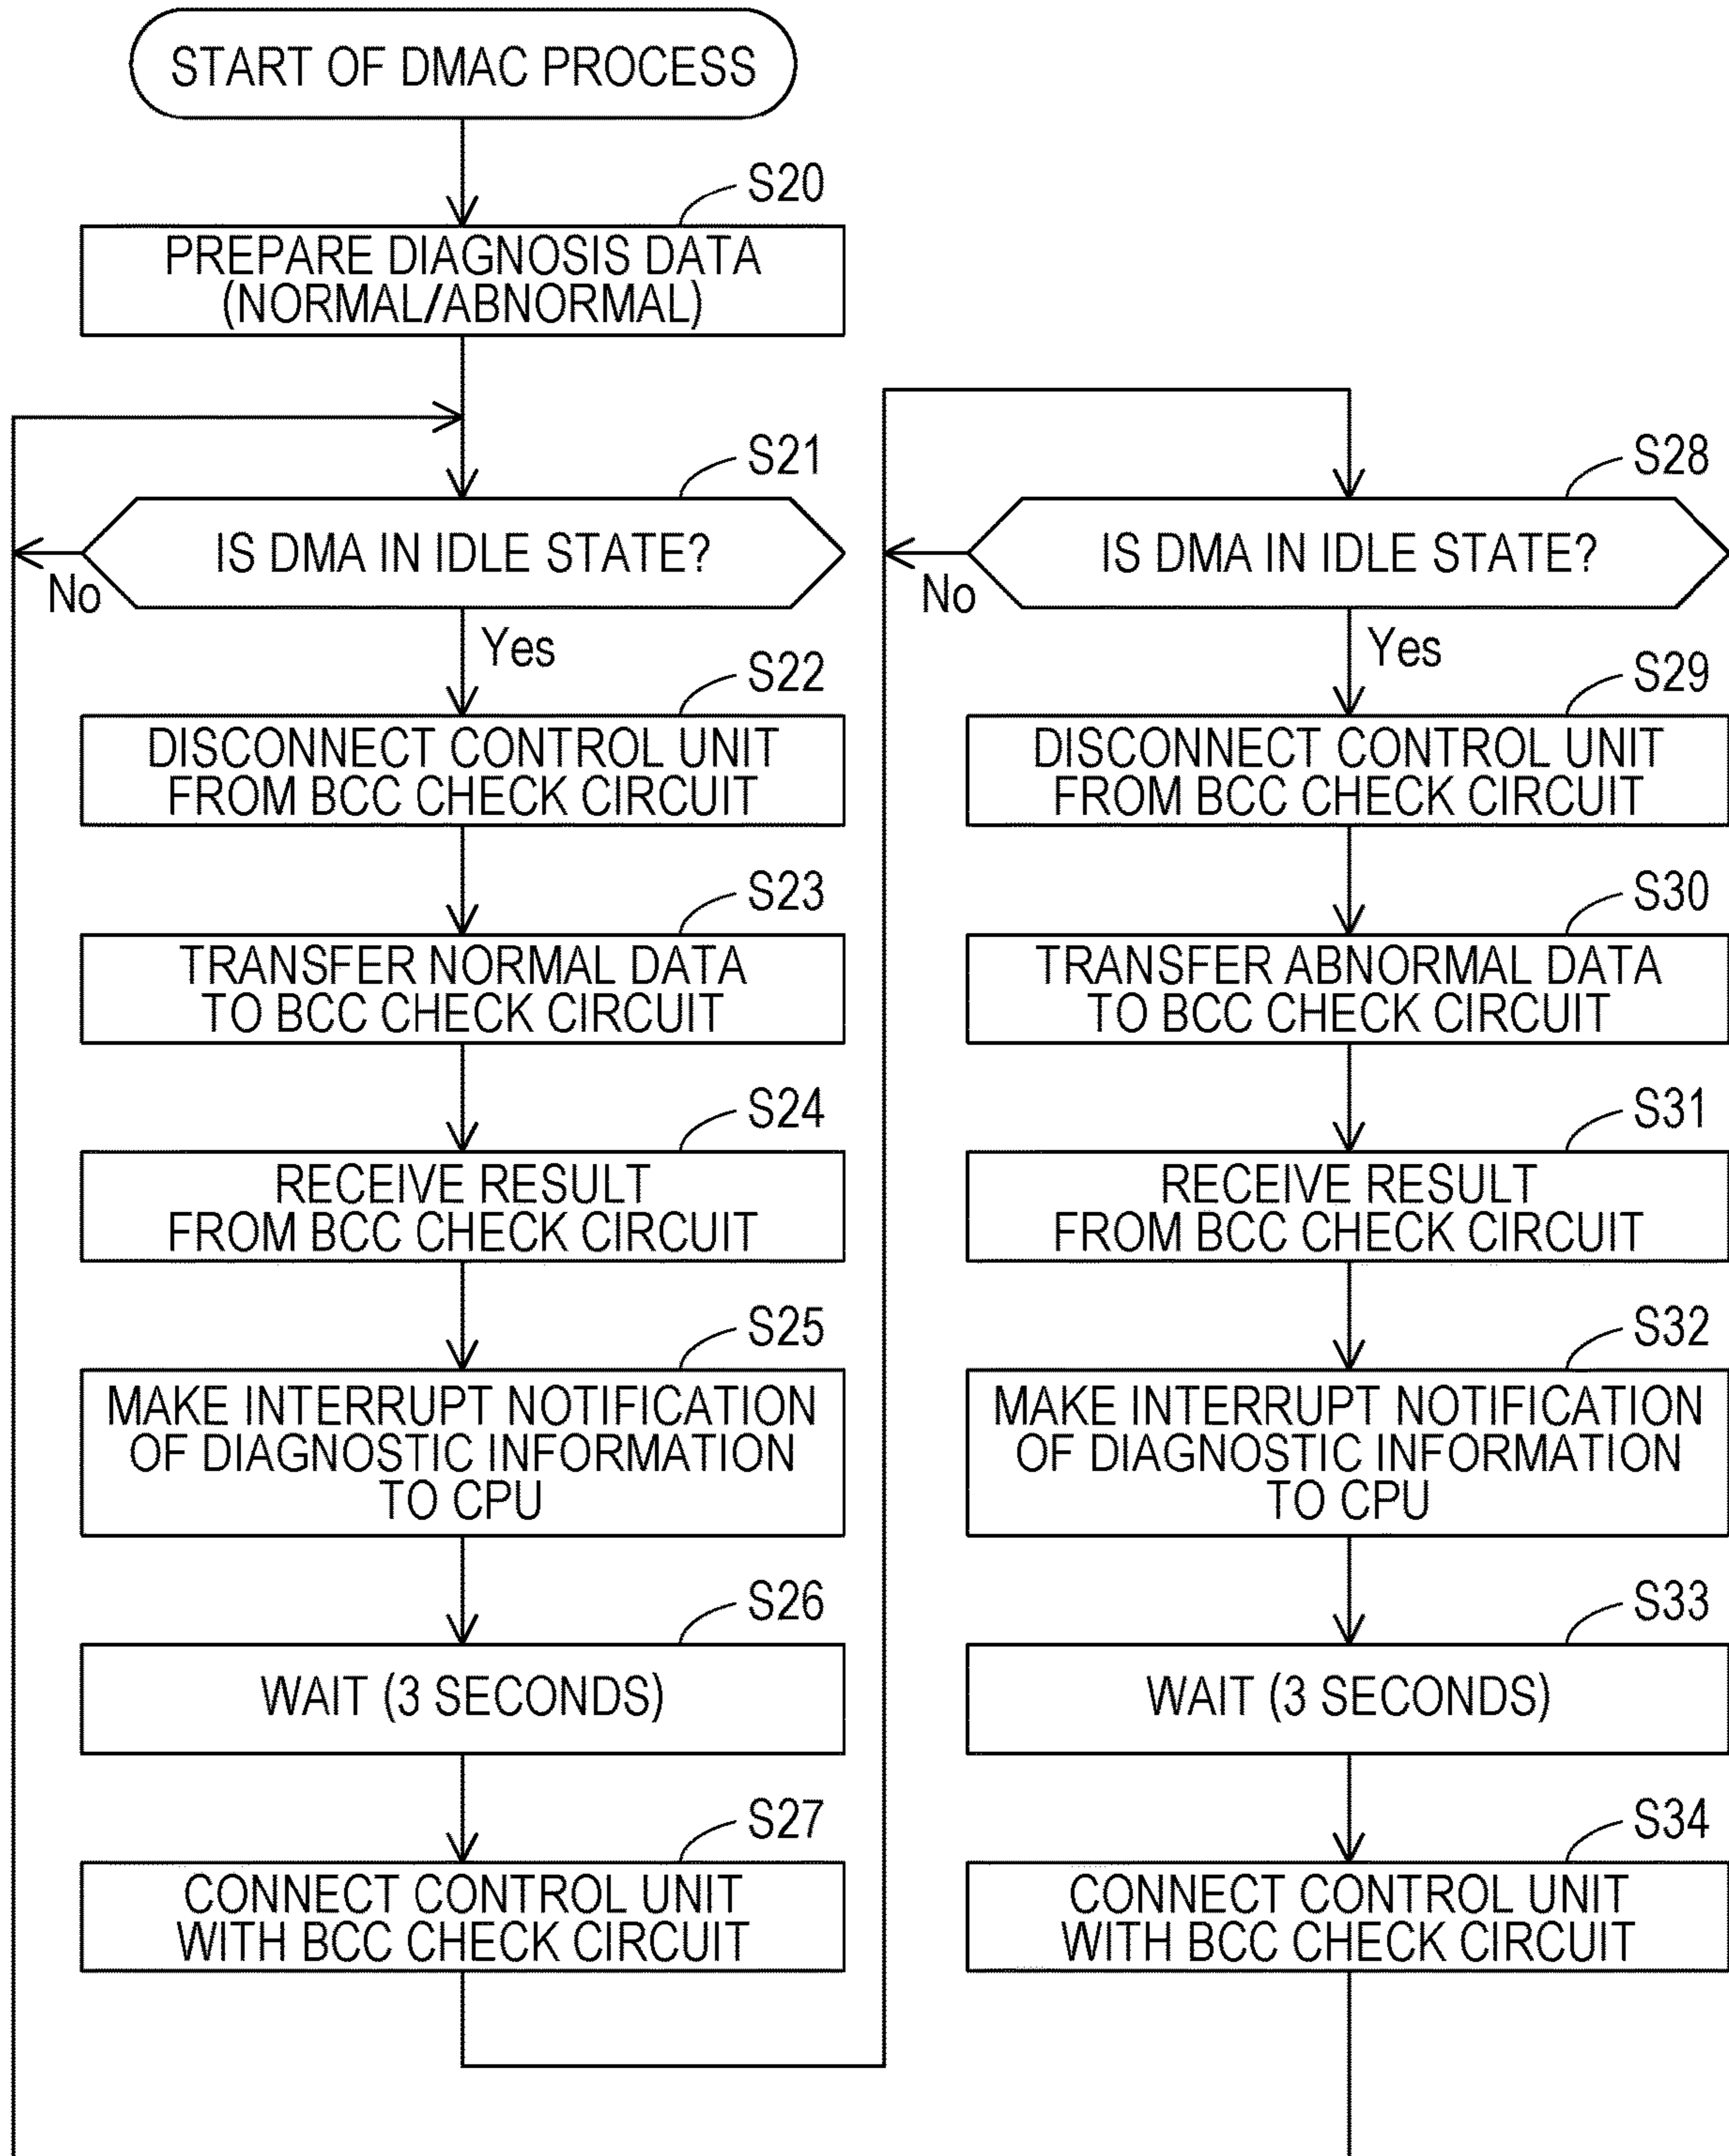 START OF DMAC PROCESS
S20
PREPARE DIAGNOSIS DATA
(NORMAL/ABNORMAL)
S21
IS DMA IN IDLE STATE?
No
Yes
S22
DISCONNECT CONTROL UNIT
FROM BCC CHECK CIRCUIT
S23
TRANSFER NORMAL DATA
TO BCC CHECK CIRCUIT
S24
RECEIVE RESULT
FROM BCC CHECK CIRCUIT
S25
MAKE INTERRUPT NOTIFICATION
OF DIAGNOSTIC INFORMATION
TO CPU
S26
WAIT (3 SECONDS)
S27
CONNECT CONTROL UNIT
WITH BCC CHECK CIRCUIT
S28
IS DMA IN IDLE STATE?
No
Yes
S29
DISCONNECT CONTROL UNIT
FROM BCC CHECK CIRCUIT
S30
TRANSFER ABNORMAL DATA
TO BCC CHECK CIRCUIT
S31
RECEIVE RESULT
FROM BCC CHECK CIRCUIT
S32
MAKE INTERRUPT NOTIFICATION
OF DIAGNOSTIC INFORMATION
TO CPU
S33
WAIT (3 SECONDS)
S34
CONNECT CONTROL UNIT
WITH BCC CHECK CIRCUIT